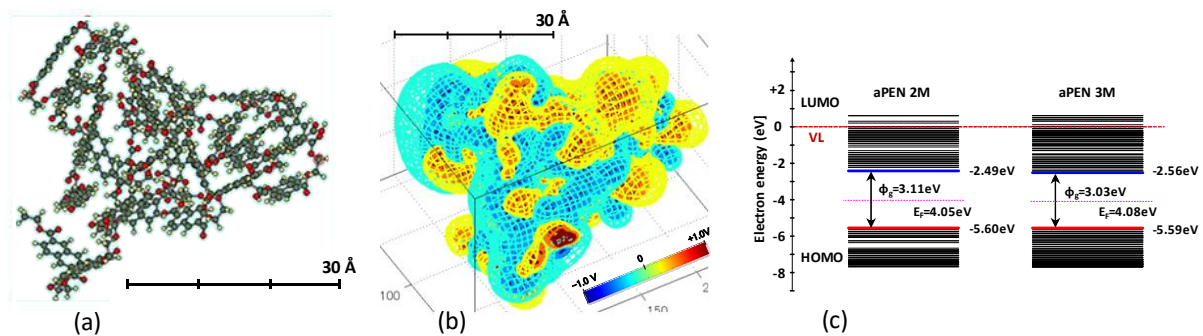 30 Å
(a)
30 Å
100
150
2
−1.0 V
0
+1.0V
(b)
Electron energy (eV)
+2
0
-2
-4
-6
-8
LUMO
VL
HOMO
aPEN 2M
-2.49eV
ϕg=3.11eV
EF=4.05eV
-5.60eV
aPEN 3M
-2.56eV
ϕg=3.03eV
EF=4.08eV
-5.59eV
(c)